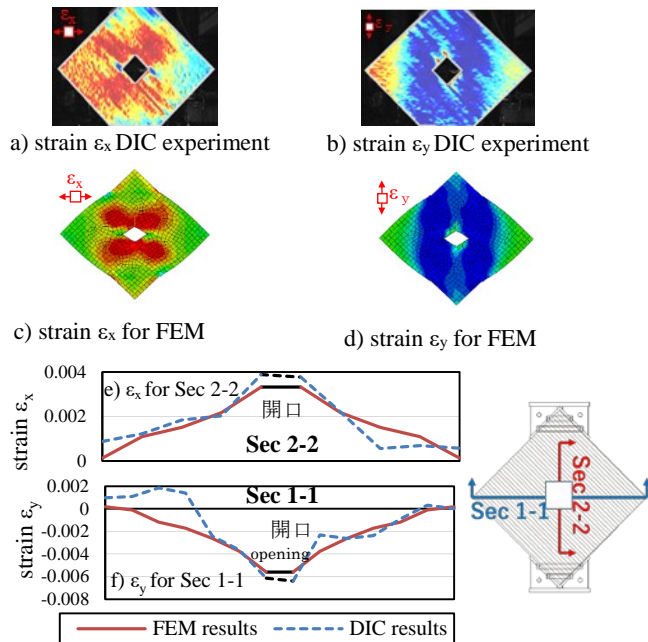 εx
εy
a) strain εx DIC experiment
b) strain εy DIC experiment
εx
εy
c) strain εx for FEM
d) strain εy for FEM
strain εx
0.004
0.002
0
e) εx for Sec 2-2
開口
Sec 2-2
strain εy
0.002
0
-0.002
-0.004
-0.006
-0.008
Sec 1-1
開口
opening
f) εy for Sec 1-1
FEM results
DIC results
Sec 1-1
Sec 2-2